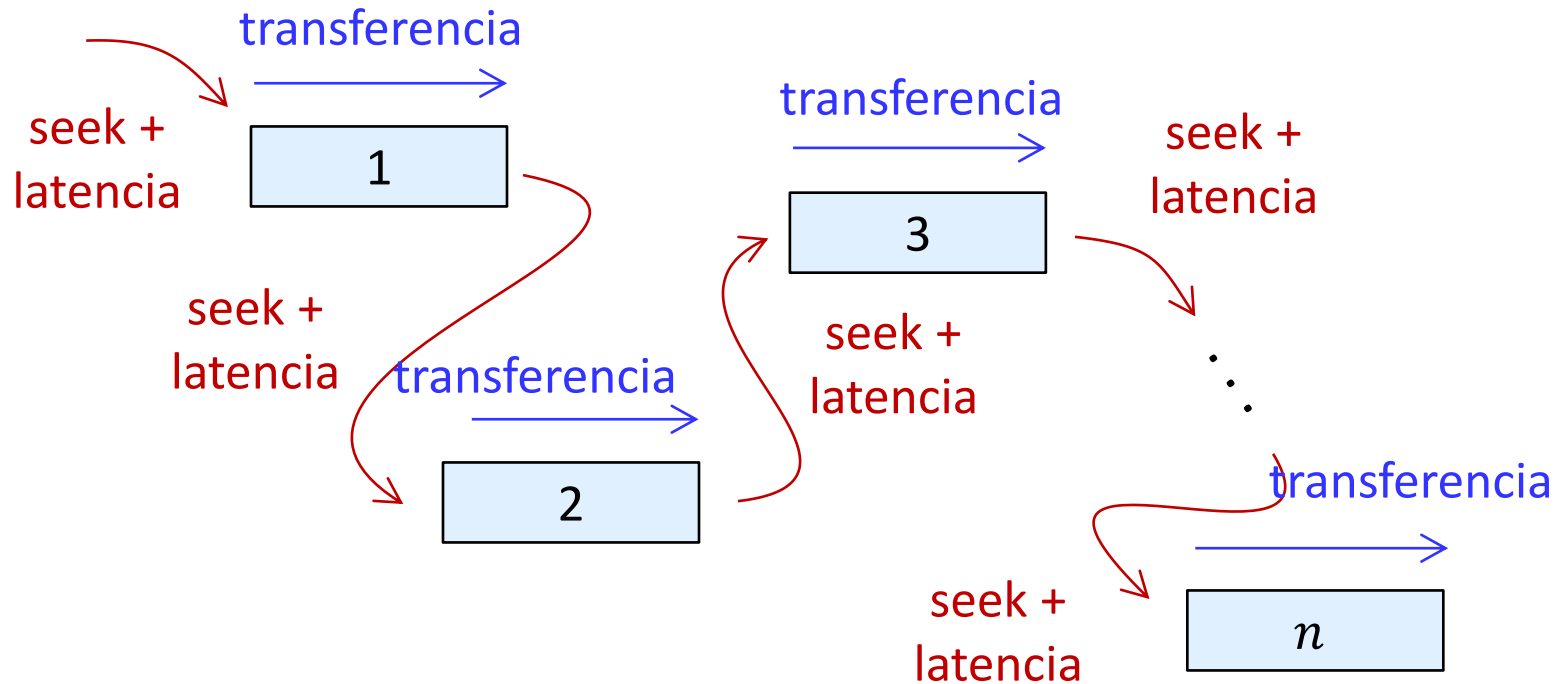 transferencia
seek +
latencia
1
transferencia
3
seek +
latencia
seek +
latencia
transferencia
2
seek +
latencia
transferencia
seek +
latencia
n